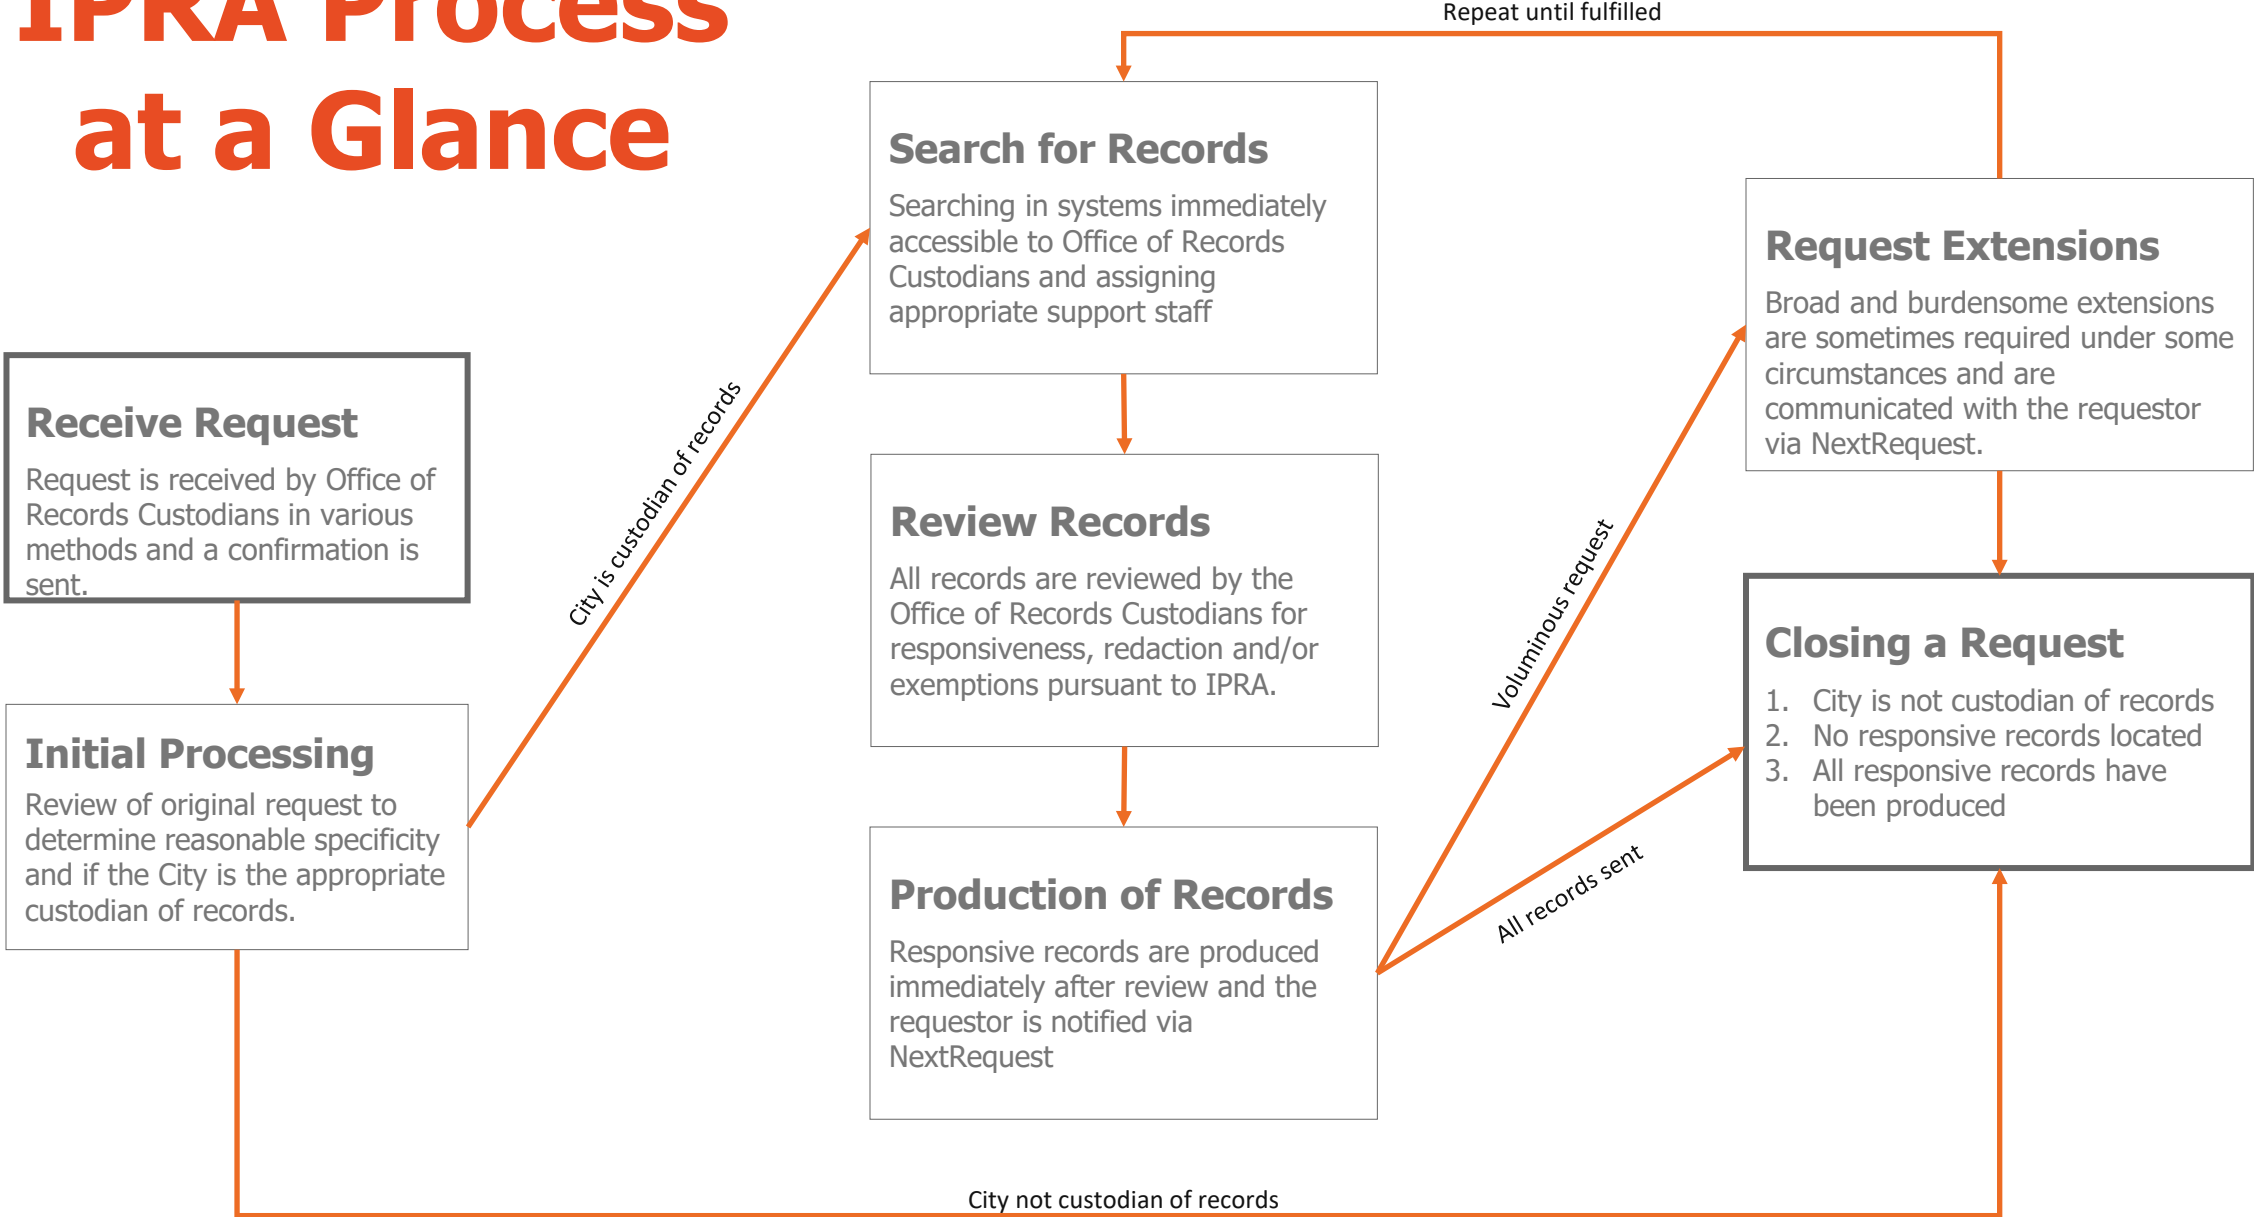 IPRA Process
at a Glance
Receive Request
Request is received by Office of
Records Custodians in various
methods and a confirmation is
sent.
Initial Processing
Review of original request to
determine reasonable specificity
and if the City is the appropriate
custodian of records.
City is custodian of records
Search for Records
Searching in systems immediately
accessible to Office of Records
Custodians and assigning
appropriate support staff
Review Records
All records are reviewed by the
Office of Records Custodians for
responsiveness, redaction and/or
exemptions pursuant to IPRA.
Production of Records
Responsive records are produced
immediately after review and the
requestor is notified via
NextRequest
Voluminous request
All records sent
Repeat until fulfilled
Request Extensions
Broad and burdensome extensions
are sometimes required under some
circumstances and are
communicated with the requestor
via NextRequest.
Closing a Request
1. City is not custodian of records
2. No responsive records located
3. All responsive records have
been produced
City not custodian of records